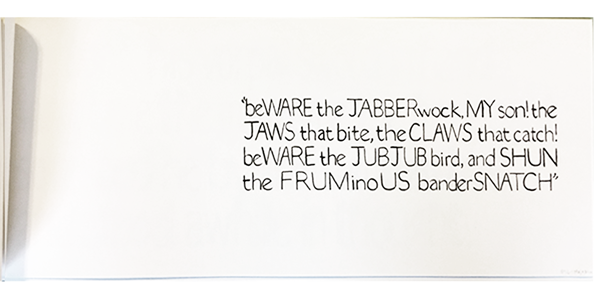 "beWARE the JABBERwock, MY son! the
JAWS that bite, the CLAWS that catch!
beWARE the JUBJUB bird, and SHUN
the FRUMinoUS banderSNATCH"